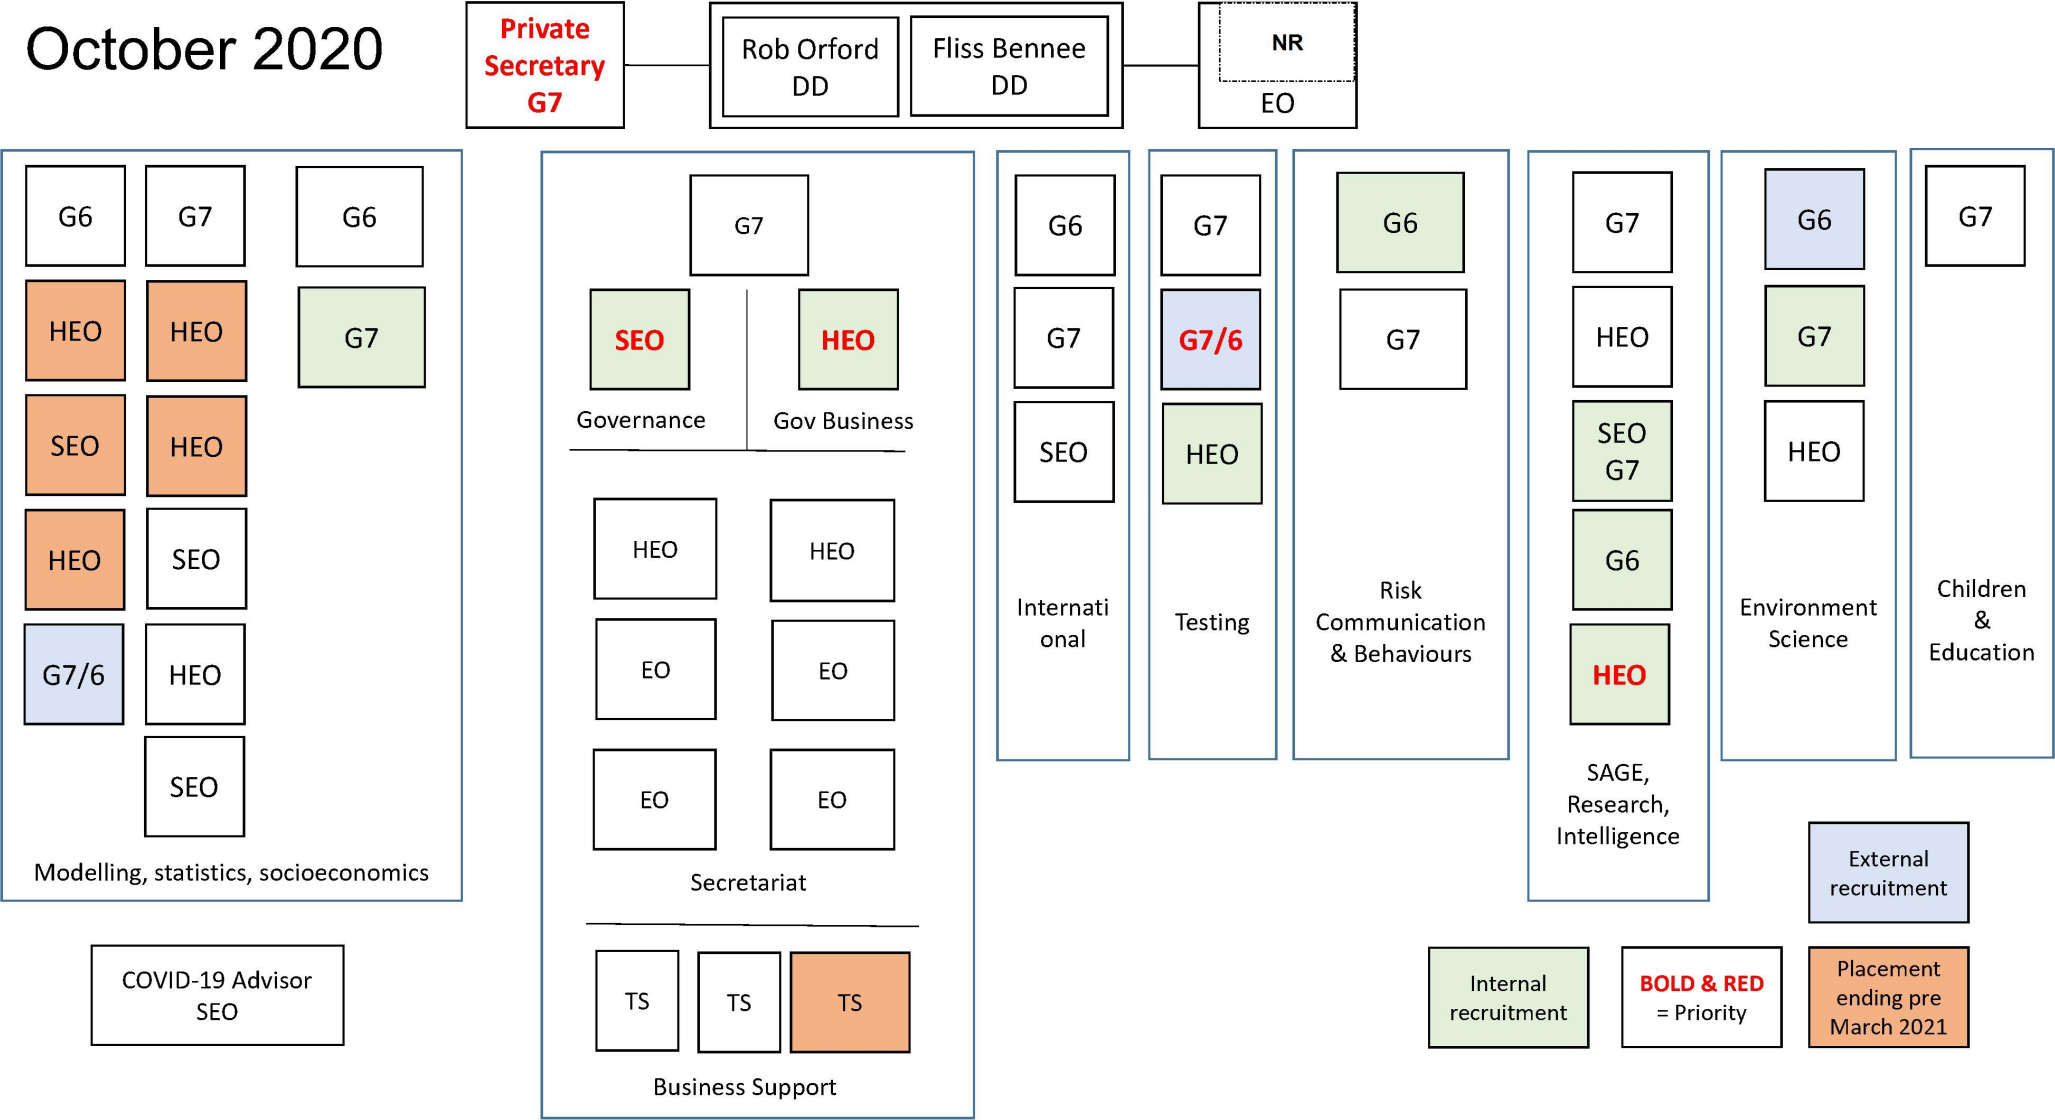 October 2020
Private
Secretary
G7
Rob Orford
DD
Fliss Bennee
DD
NR
EO
G6
G7
G6
HEO
HEO
G7
SEO
HEO
HEO
SEO
G7/6
HEO
SEO
Modelling, statistics, socioeconomics
COVID-19 Advisor
SEO
G7
SEO
HEO
Governance
Gov Business
HEO
HEO
EO
EO
EO
EO
Secretariat
TS
TS
TS
Business Support
G6
G7
SEO
Internati
onal
G7
G7/6
HEO
Testing
G6
G7
Risk
Communication
& Behaviours
G7
HEO
SEO
G7
G6
HEO
SAGE,
Research,
Intelligence
G6
G7
HEO
Environment
Science
G7
Children
&
Education
External
recruitment
Internal
recruitment
BOLD & RED
= Priority
Placement
ending pre
March 2021